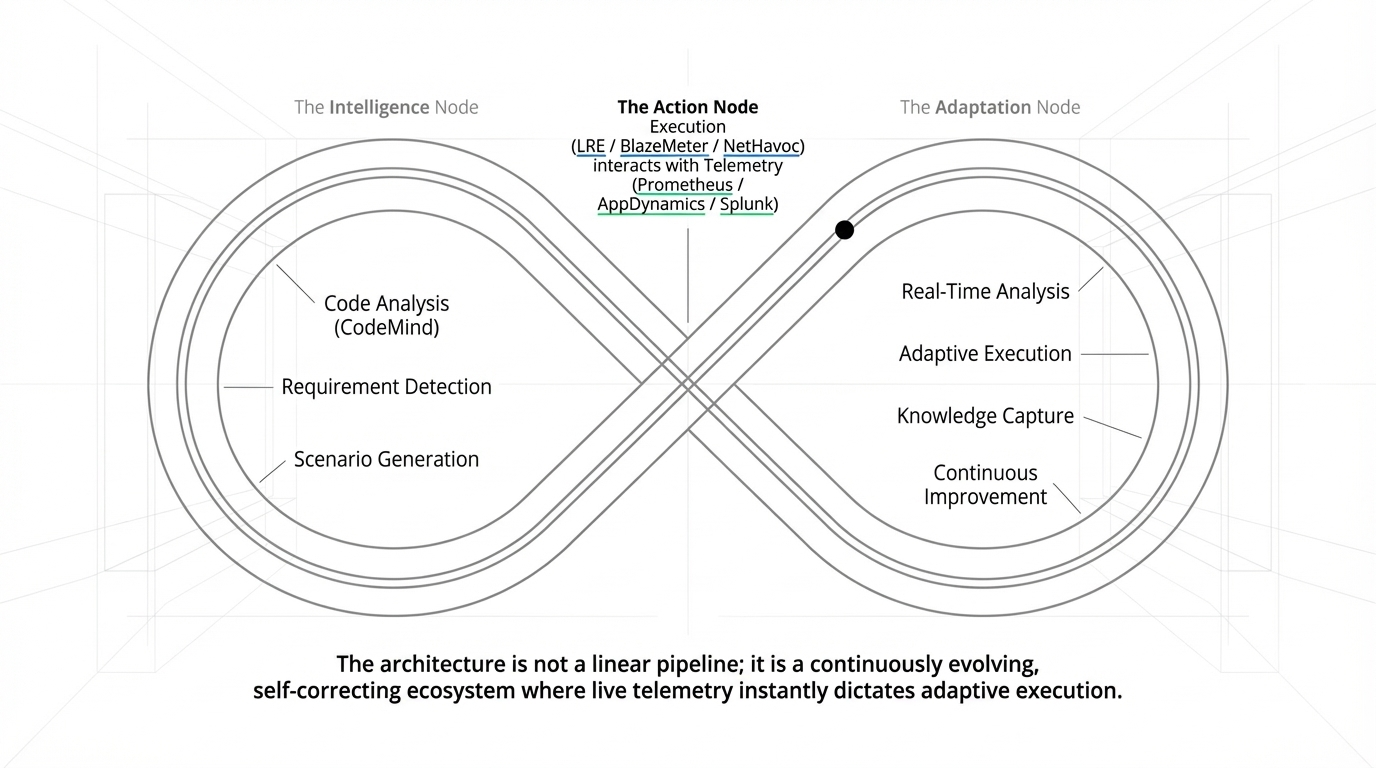 The Intelligence Node
The Action Node
Execution
(LRE / BlazeMeter / NetHavoc)
interacts with Telemetry
(Prometheus /
AppDynamics / Splunk)
The Adaptation Node
Code Analysis
(CodeMind)
Requirement Detection
Scenario Generation
Real-Time Analysis
Adaptive Execution
Knowledge Capture
Continuous
Improvement
The architecture is not a linear pipeline; it is a continuously evolving,
self-correcting ecosystem where live telemetry instantly dictates adaptive execution.